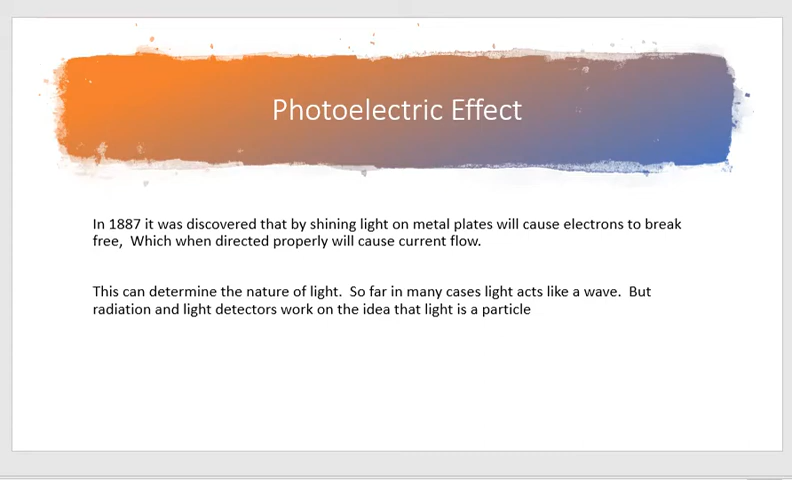 Photoelectric Effect
In 1887 it was discovered that by shining light on metal plates will cause electrons to break
free,  Which when directed properly will cause current flow.
This can determine the nature of light.  So far in many cases light acts like a wave.  But
radiation and light detectors work on the idea that light is a particle